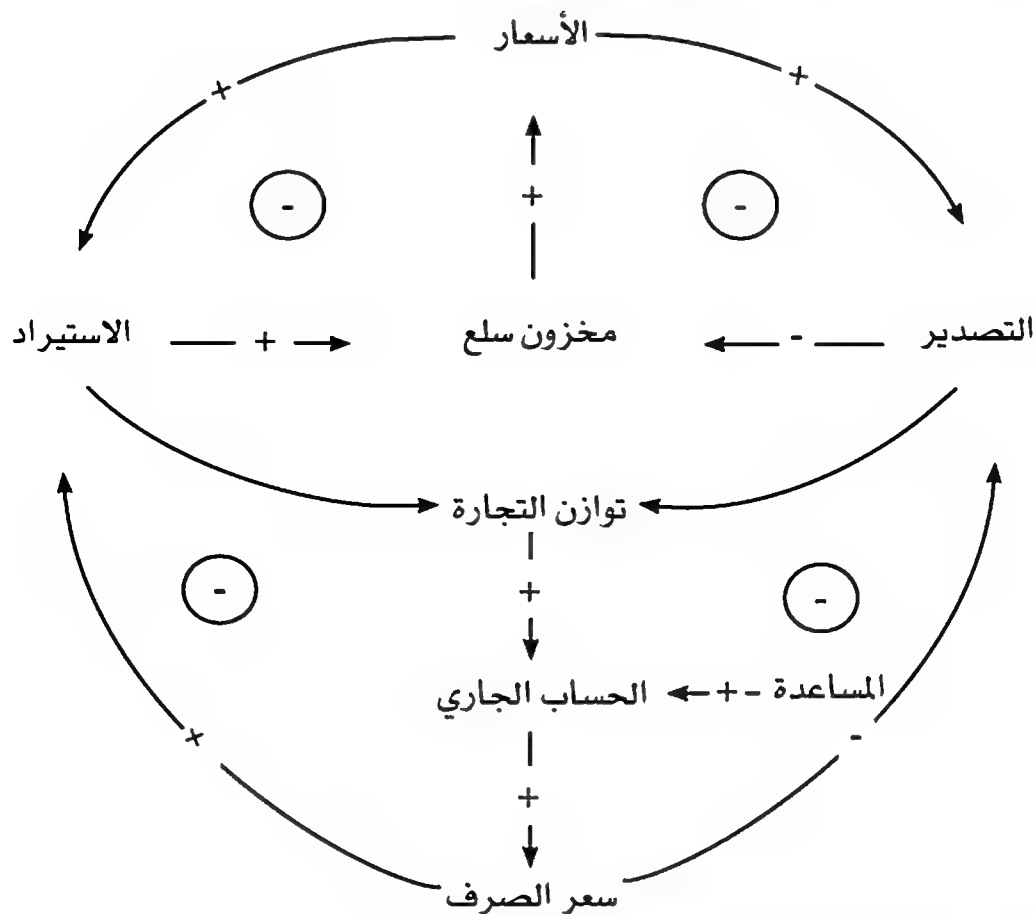 الأسعار
+ +
+
- -
التصدير - مخزون سلع + الاستيراد
توازن التجارة
+
- -
المساعدة + الحساب الجاري
+ -
+
سعر الصرف